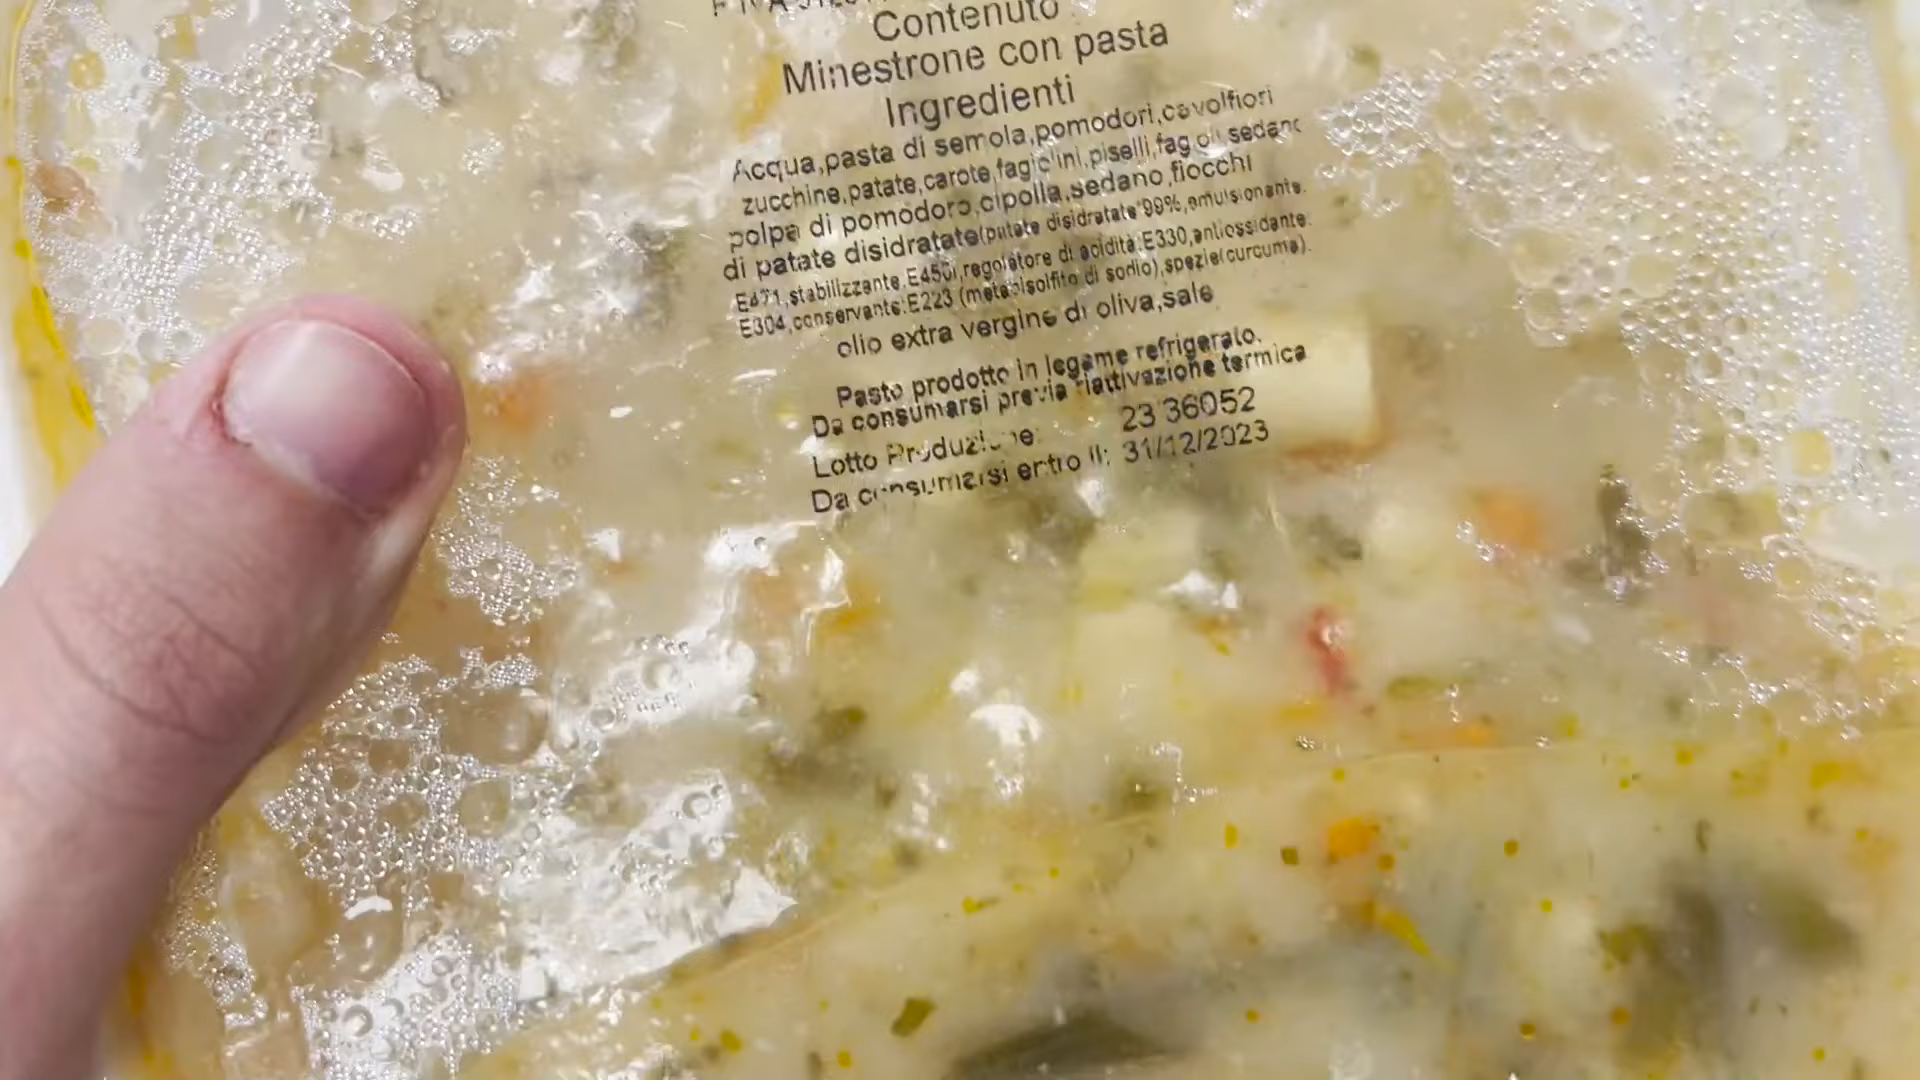 Contenuto
Minestrone con pasta
Ingredienti
Acqua,pasta di semola,pomodori,cavolfiori
zucchine,patate,carote,fagiolini,piselli,fagioli,sedano
polpa di pomodoro,cipolla,sedano,fiocchi
di patate disidratate(patate disidratate 99%,emulsionante.
E471,stabilizzante.E450i,regolatore di acidità:E330,antiossidante:
E304,conservante:E223 (metabisolfito di sodio),spezie(curcuma).
olio extra vergine di oliva,sale
Pasto prodotto in legame refrigerato.
Da consumarsi previa riattivazione termica
Lotto Produzione: 23 36052
Da consumarsi entro il: 31/12/2023